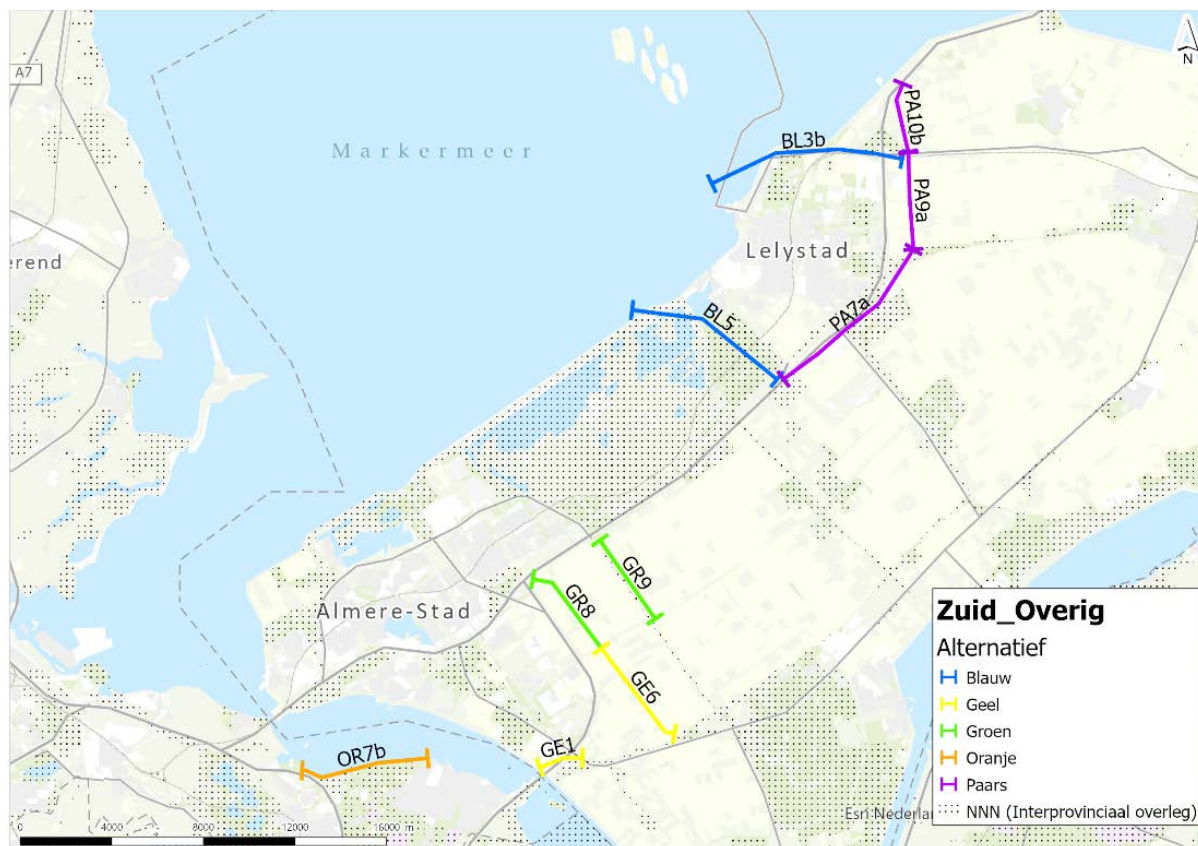 A7
Markermeer
PA10b
BL3b
PA9a
Lelystad
erend
BL5
PA7a
GR9
GR8
Almere-Stad
GE6
GE1
OR7b
N
Zuid_Overig
Alternatief
Blauw
Geel
Groen
Oranje
Paars
NNN (Interprovinciaal overleg)
Esri Nederla
0 4000 8000 12000 16000 m